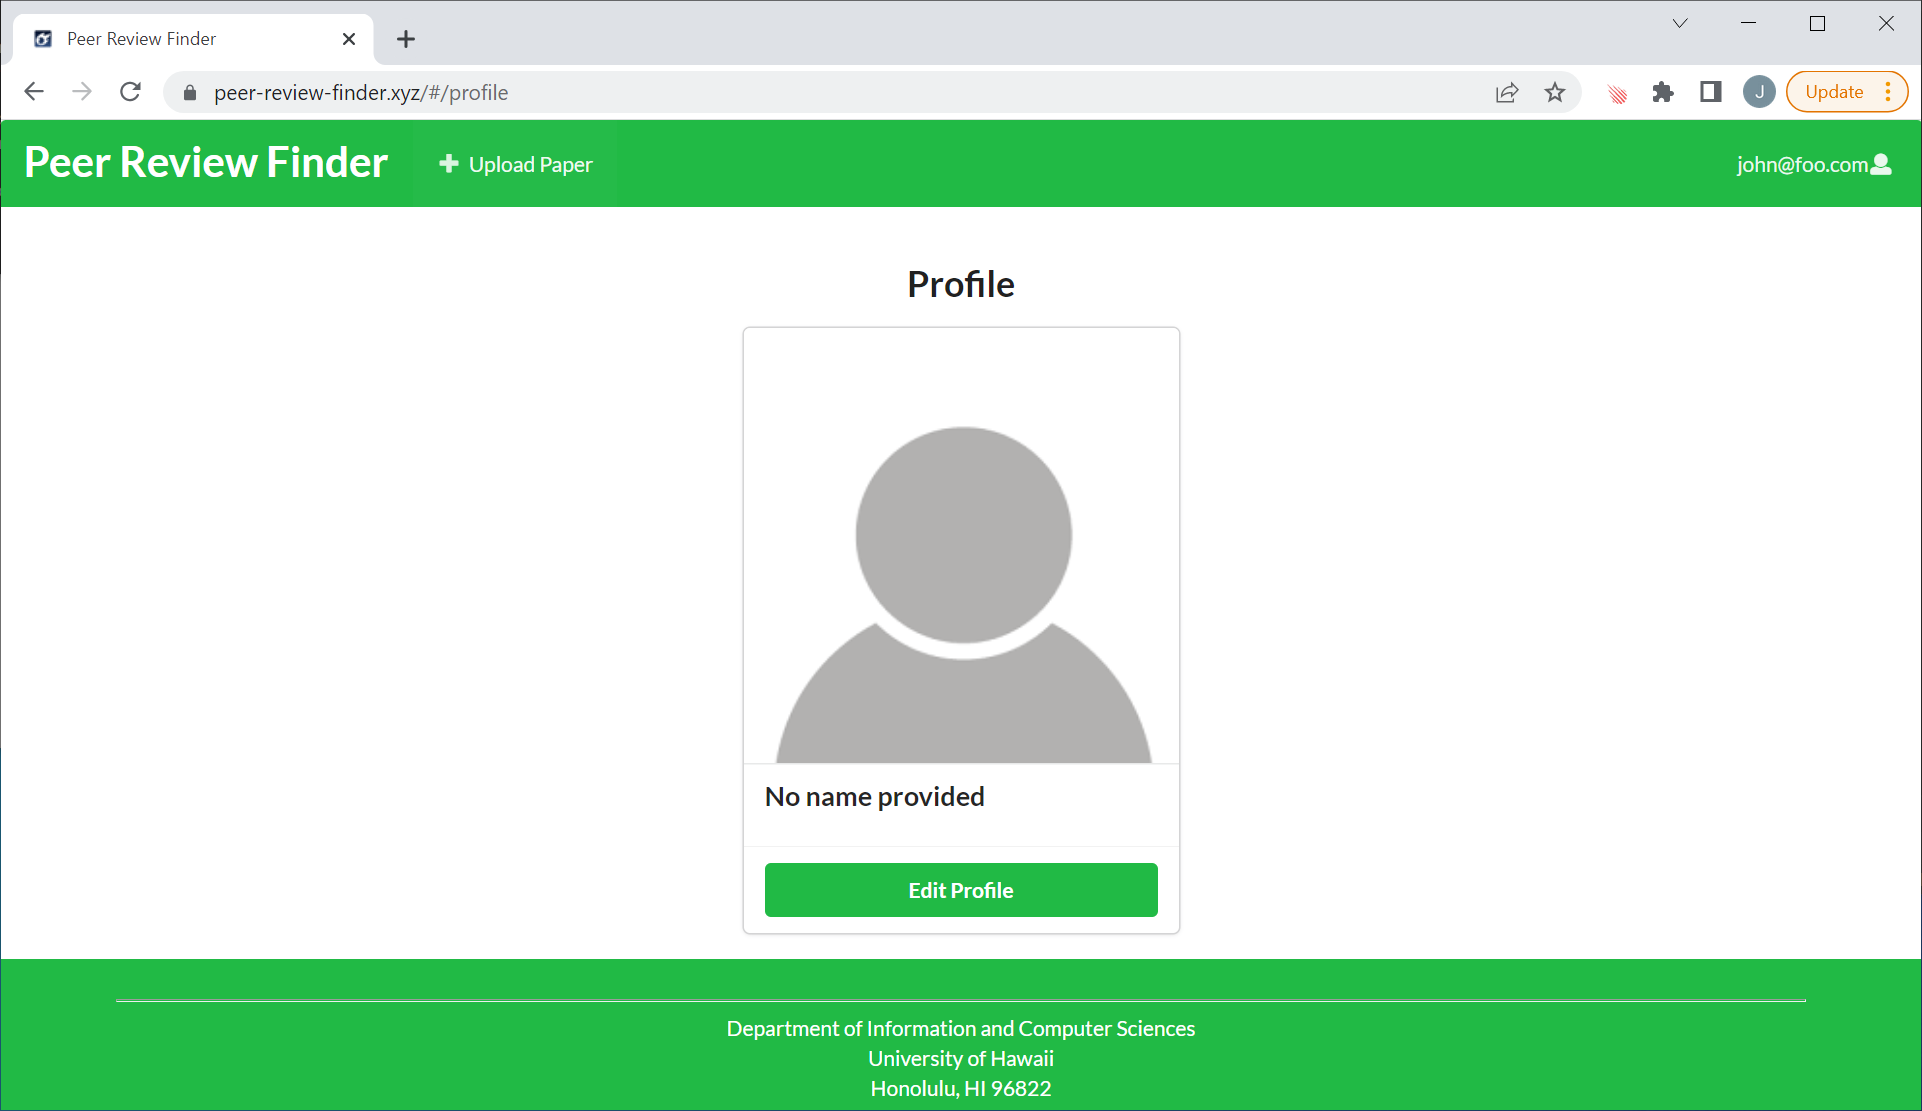 Peer Review Finder
peer-review-finder.xyz/#/profile
J
Update
Peer Review Finder
Upload Paper
john@foo.com
Profile
No name provided
Edit Profile
Department of Information and Computer Sciences
University of Hawaii
Honolulu, HI 96822